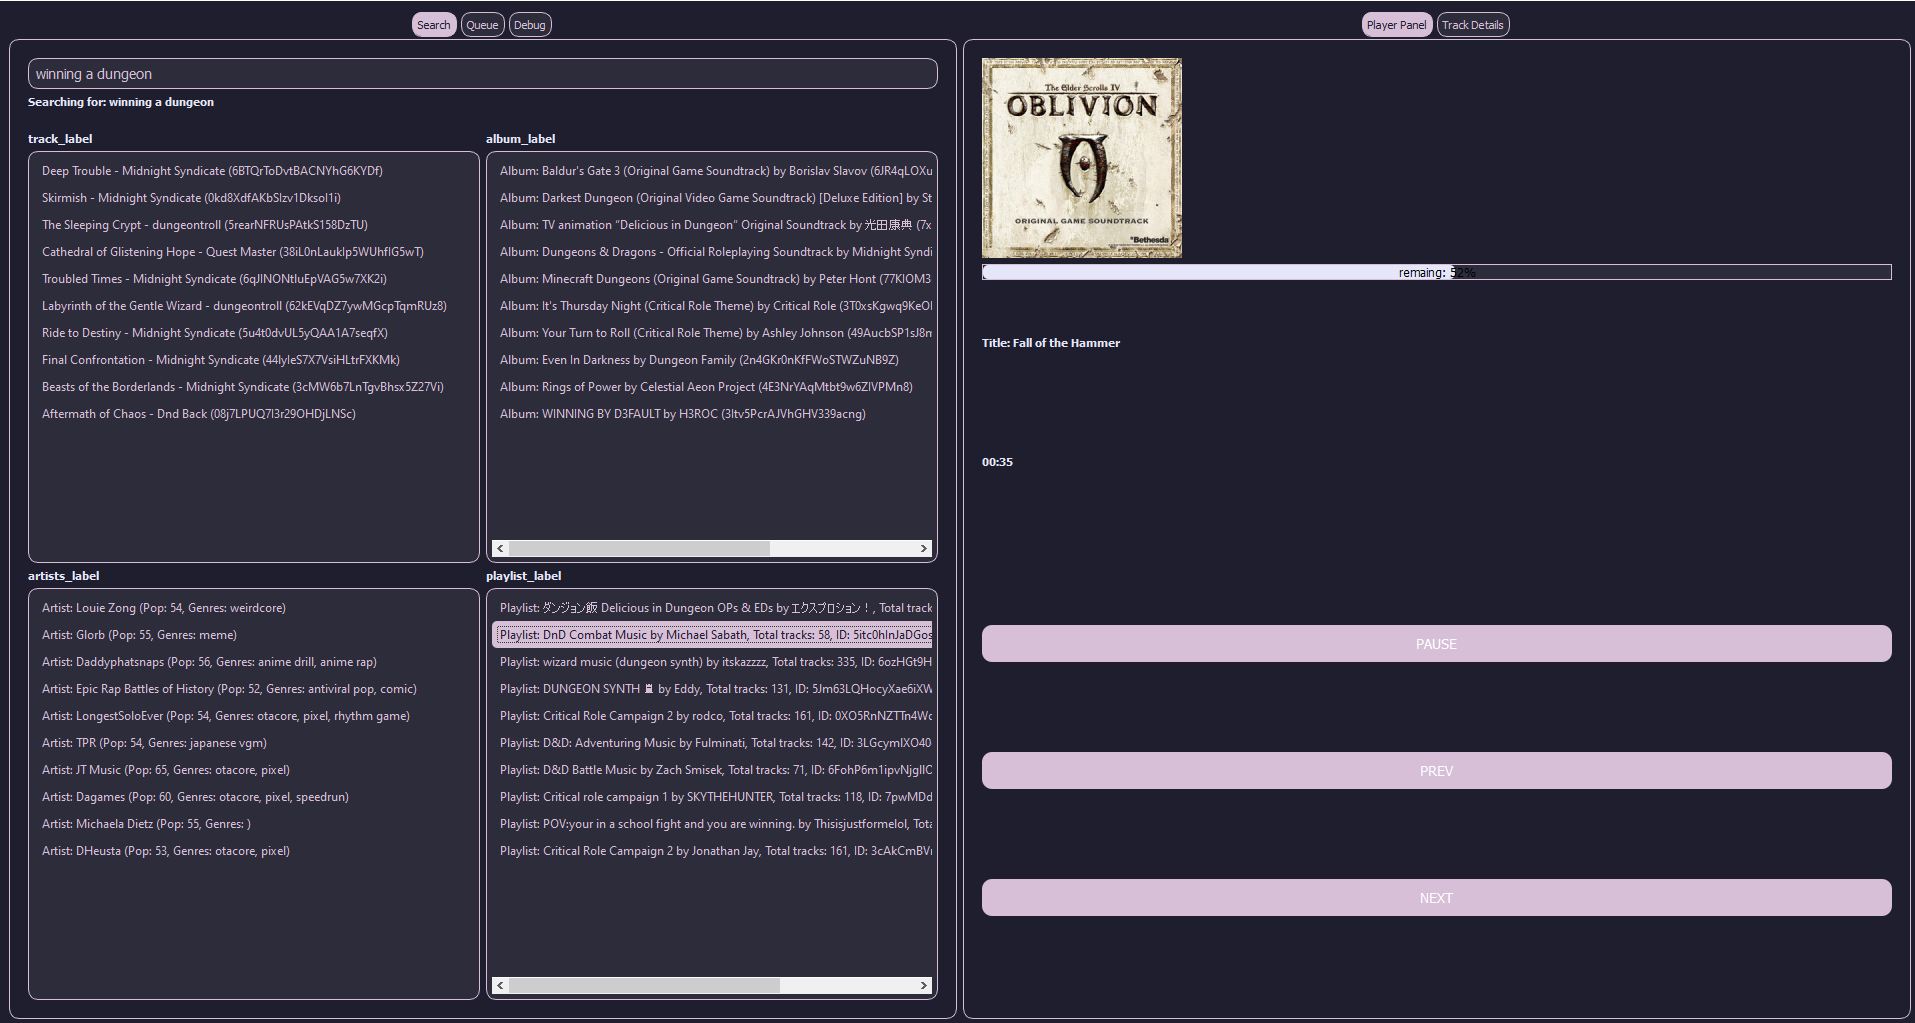 Search Queue Debug
winning a dungeon
Searching for: winning a dungeon
track_label
Deep Trouble - Midnight Syndicate (6BTQrToDvtBACNYhG6KYDf)
Skirmish - Midnight Syndicate (0kd8XdfAKbSlzv1Dksol1i)
The Sleeping Crypt - dungeontroll (5rearNFRUsPAtkS158DzTU)
Cathedral of Glistening Hope - Quest Master (38iL0nLauklp5WUhflG5wT)
Troubled Times - Midnight Syndicate (6qJINONtluEpVAG5w7XK2i)
Labyrinth of the Gentle Wizard - dungeontroll (62kEVqDZ7ywMGcpTqmRUz8)
Ride to Destiny - Midnight Syndicate (5u4t0dvUL5yQAA1A7seqfX)
Final Confrontation - Midnight Syndicate (44lyleS7X7VsiHLtrFXKMk)
Beasts of the Borderlands - Midnight Syndicate (3cMW6b7LnTgvBhsx5Z27Vi)
Aftermath of Chaos - Dnd Back (08j7LPUQ7l3r29OHDjLNSc)
album_label
Album: Baldur's Gate 3 (Original Game Soundtrack) by Borislav Slavov (6JR4qLOXu
Album: Darkest Dungeon (Original Video Game Soundtrack) [Deluxe Edition] by St
Album: TV animation “Delicious in Dungeon” Original Soundtrack by 光田康典 (7x
Album: Dungeons & Dragons - Official Roleplaying Soundtrack by Midnight Syndi
Album: Minecraft Dungeons (Original Game Soundtrack) by Peter Hont (77KlOM3
Album: It's Thursday Night (Critical Role Theme) by Critical Role (3T0xsKgwq9KeOl
Album: Your Turn to Roll (Critical Role Theme) by Ashley Johnson (49AucbSP1sJ8m
Album: Even In Darkness by Dungeon Family (2n4GKr0nKfFWoSTWZuNB9Z)
Album: Rings of Power by Celestial Aeon Project (4E3NrYAqMtbt9w6ZlVPMn8)
Album: WINNING BY D3FAULT by H3ROC (3ltv5PcrAJVhGHV339acng)
artists_label
Artist: Louie Zong (Pop: 54, Genres: weirdcore)
Artist: Glorb (Pop: 55, Genres: meme)
Artist: Daddyphatsnaps (Pop: 56, Genres: anime drill, anime rap)
Artist: Epic Rap Battles of History (Pop: 52, Genres: antiviral pop, comic)
Artist: LongestSoloEver (Pop: 54, Genres: otacore, pixel, rhythm game)
Artist: TPR (Pop: 54, Genres: japanese vgm)
Artist: JT Music (Pop: 65, Genres: otacore, pixel)
Artist: Dagames (Pop: 60, Genres: otacore, pixel, speedrun)
Artist: Michaela Dietz (Pop: 55, Genres: )
Artist: DHeusta (Pop: 53, Genres: otacore, pixel)
playlist_label
Playlist: ダンジョン飯 Delicious in Dungeon OPs & EDs by エクスプロション！, Total track
Playlist: DnD Combat Music by Michael Sabath, Total tracks: 58, ID: 5itc0hlnJaDGos
Playlist: wizard music (dungeon synth) by itskazzzz, Total tracks: 335, ID: 6ozHGt9H
Playlist: DUNGEON SYNTH by Eddy, Total tracks: 131, ID: 5Jm63LQHocyXae6iXW
Playlist: Critical Role Campaign 2 by rodco, Total tracks: 161, ID: 0XO5RnNZTTn4Wc
Playlist: D&D: Adventuring Music by Fulminati, Total tracks: 142, ID: 3LGcymIXO40
Playlist: D&D Battle Music by Zach Smisek, Total tracks: 71, ID: 6FohP6m1ipvNjgIlC
Playlist: Critical role campaign 1 by SKYTHEHUNTER, Total tracks: 118, ID: 7pwMDd
Playlist: POV:your in a school fight and you are winning. by Thisisjustformelol, Tota
Playlist: Critical Role Campaign 2 by Jonathan Jay, Total tracks: 161, ID: 3cAkCmBVr
Player Panel Track Details
The Elder Scrolls IV
OBLIVION
ORIGINAL GAME SOUNDTRACK
Bethesda
remaing: 52%
Title: Fall of the Hammer
00:35
PAUSE
PREV
NEXT